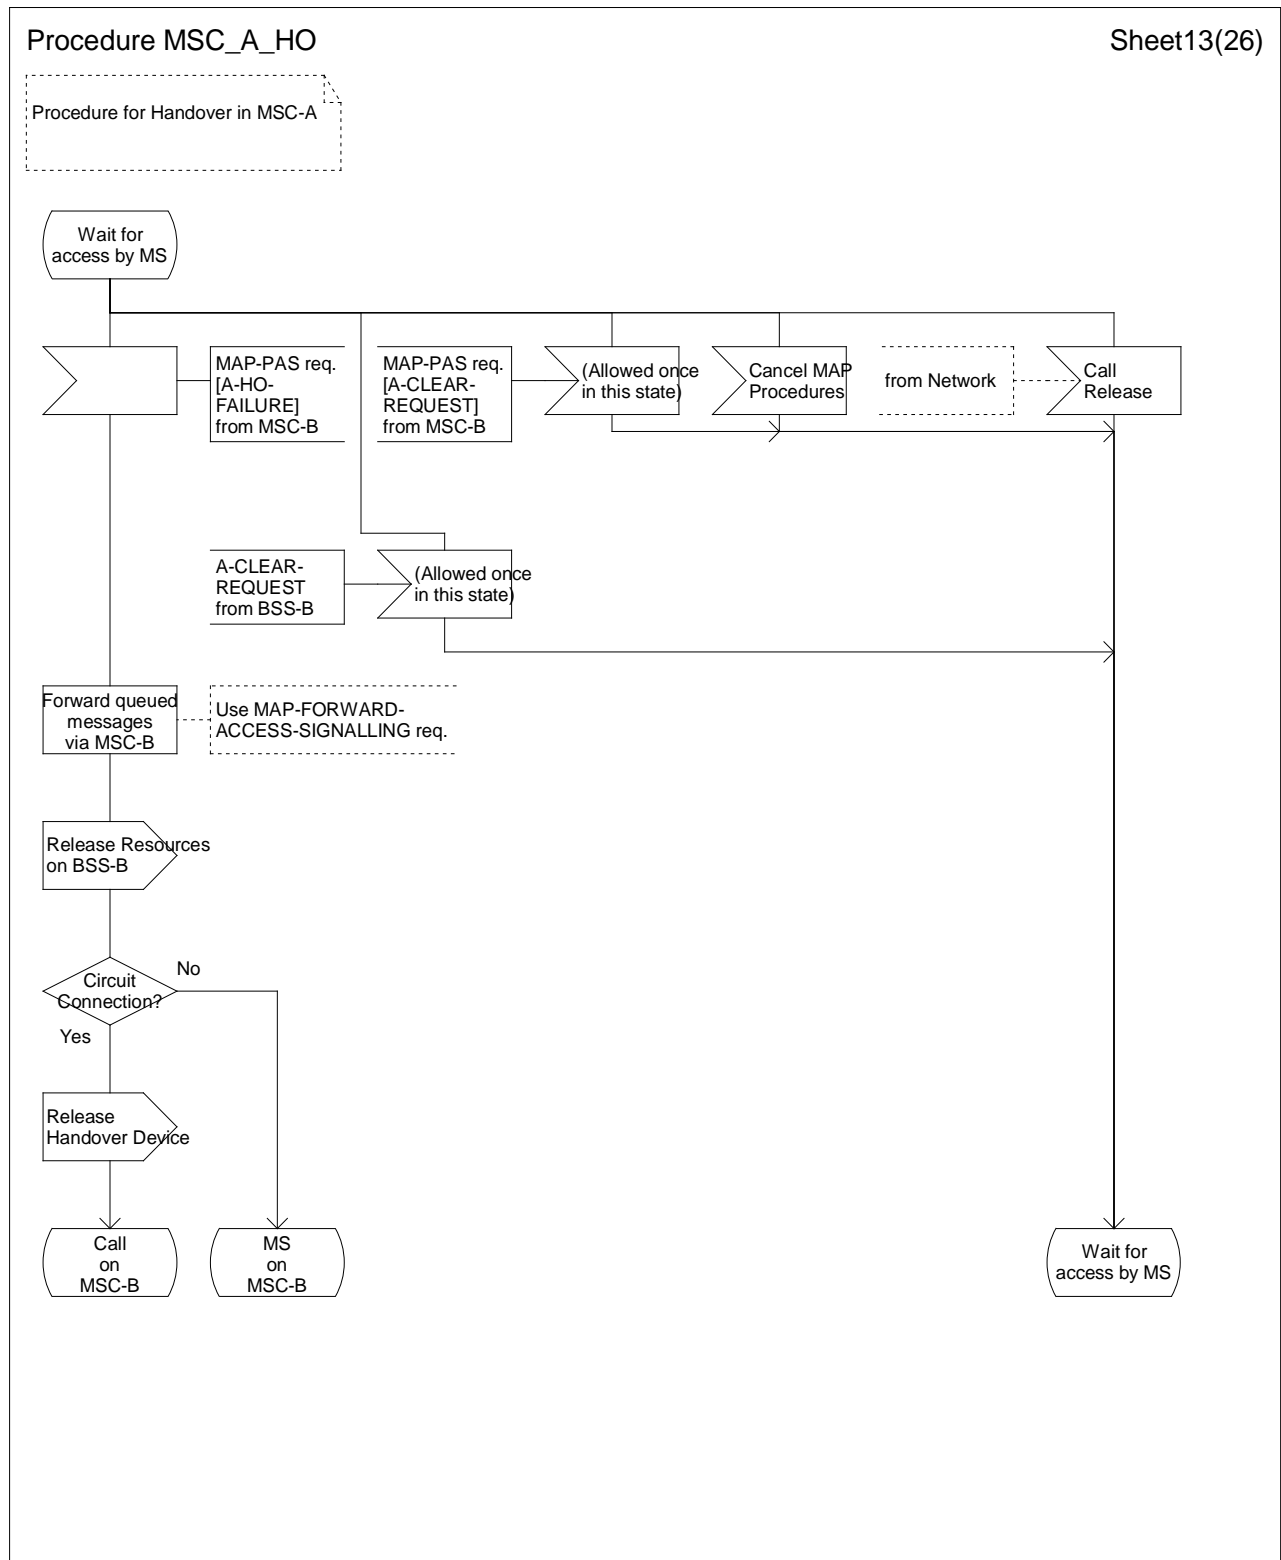 Procedure MSC_A_HO
Sheet13(26)
Procedure for Handover in MSC-A
Wait for
access by MS
MAP-PAS req.
[A-HO-
FAILURE]
from MSC-B
MAP-PAS req.
[A-CLEAR-
REQUEST]
from MSC-B
(Allowed once
in this state)
Cancel MAP
Procedures
from Network
Call
Release
A-CLEAR-
REQUEST
from BSS-B
(Allowed once
in this state)
Forward queued
messages
via MSC-B
Use MAP-FORWARD-
ACCESS-SIGNALLING req.
Release Resources
on BSS-B
Circuit
Connection?
No
Yes
Release
Handover Device
Call
on
MSC-B
MS
on
MSC-B
Wait for
access by MS